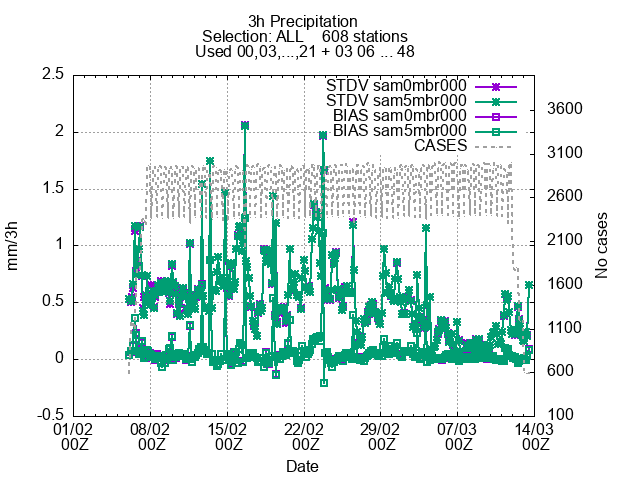 3h Precipitation
Selection: ALL 608 stations
Used 00,03,...,21 + 03 06 ... 48
STDV sam0mbr000
STDV sam5mbr000
BIAS sam0mbr000
BIAS sam5mbr000
CASES
2.5
2
1.5
1
0.5
0
-0.5
mm/3h
3600
3100
2600
2100
1600
1100
600
100
No cases
01/02 08/02 15/02 22/02 29/02 07/03 14/03
00Z 00Z 00Z 00Z 00Z 00Z 00Z
Date